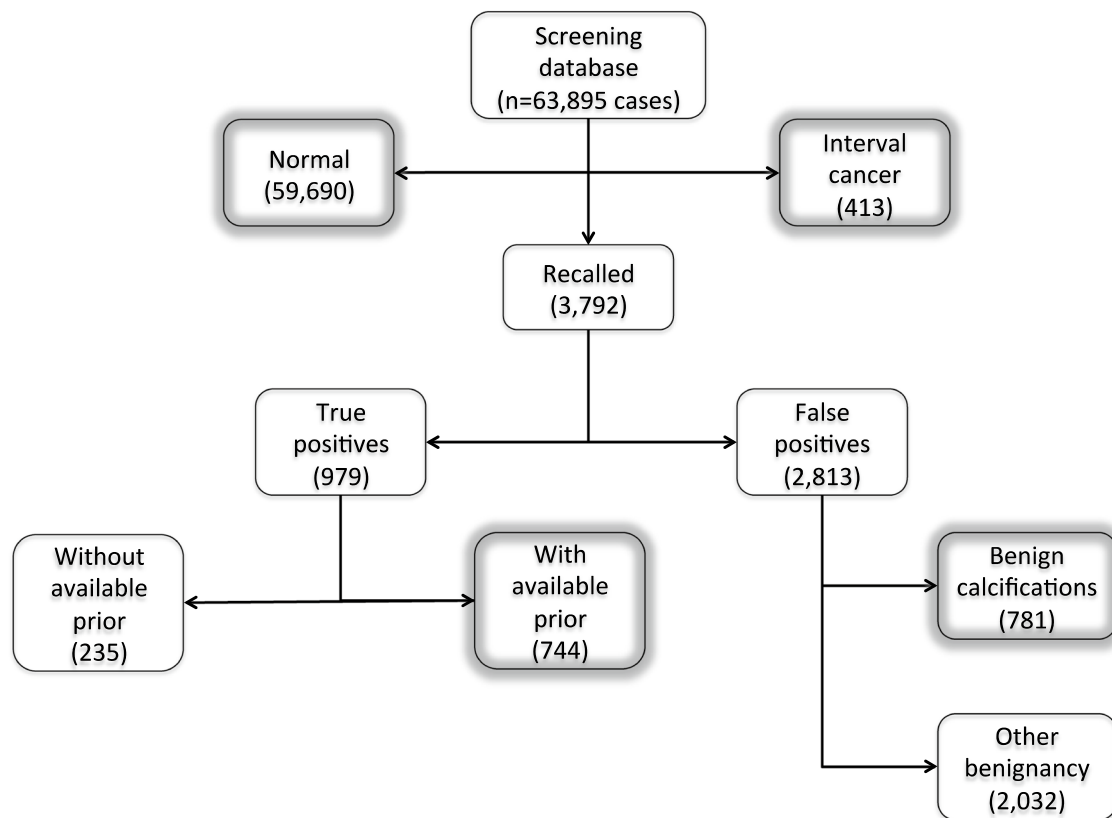 Screening
database
(n=63,895 cases)
Normal
(59,690)
Interval
cancer
(413)
Recalled
(3,792)
True
positives
(979)
False
positives
(2,813)
Without
available
prior
(235)
With
available
prior
(744)
Benign
calcifications
(781)
Other
benignancy
(2,032)